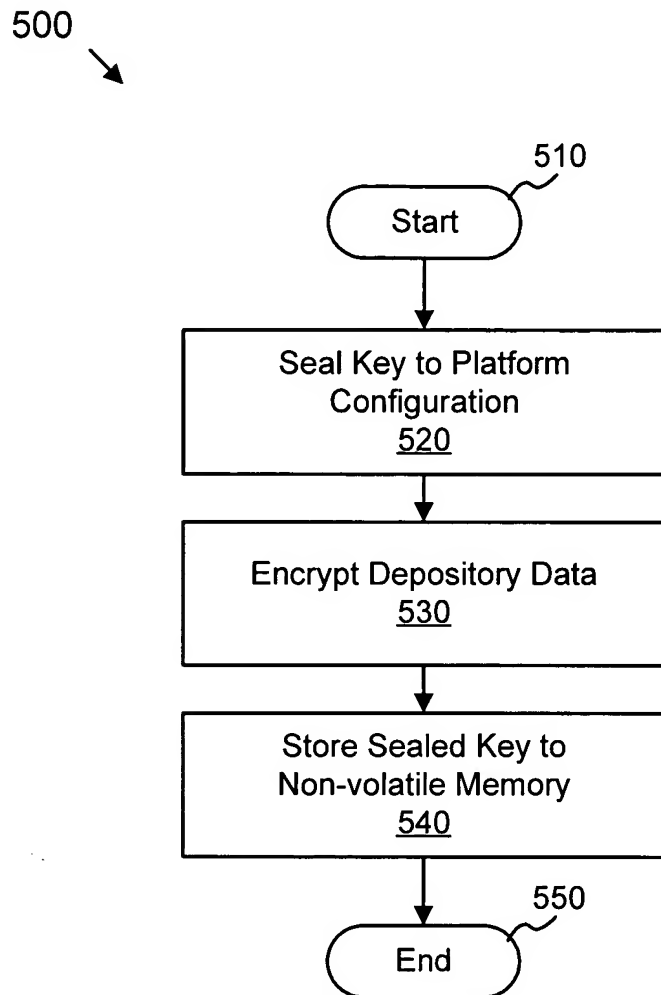 500
510
Start
Seal Key to Platform
Configuration
520
Encrypt Depository Data
530
Store Sealed Key to
Non-volatile Memory
540
550
End